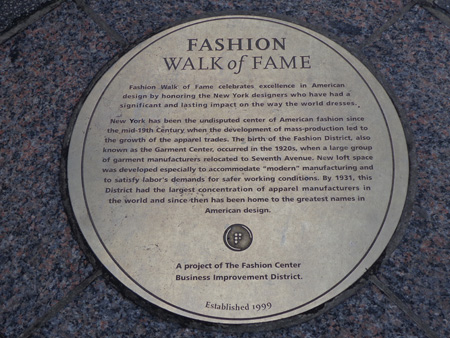 FASHION
WALK of FAME
Fashion Walk of Fame celebrates excellence in American
design by honoring the New York designers who have had a
significant and lasting impact on the way the world dresses.
New York has been the undisputed center of American fashion since
the mid-19th Century when the development of mass-production led to
the growth of the apparel trades. The birth of the Fashion District, also
known as the Garment Center, occurred in the 1920s, when a large group
of garment manufacturers relocated to Seventh Avenue. New loft space
was developed especially to accommodate "modern" manufacturing and
to satisfy labor's demands for safer working conditions. By 1931, this
District had the largest concentration of apparel manufacturers in
the world and since then has been home to the greatest names in
American design.
A project of The Fashion Center
Business Improvement District.
Established 1999